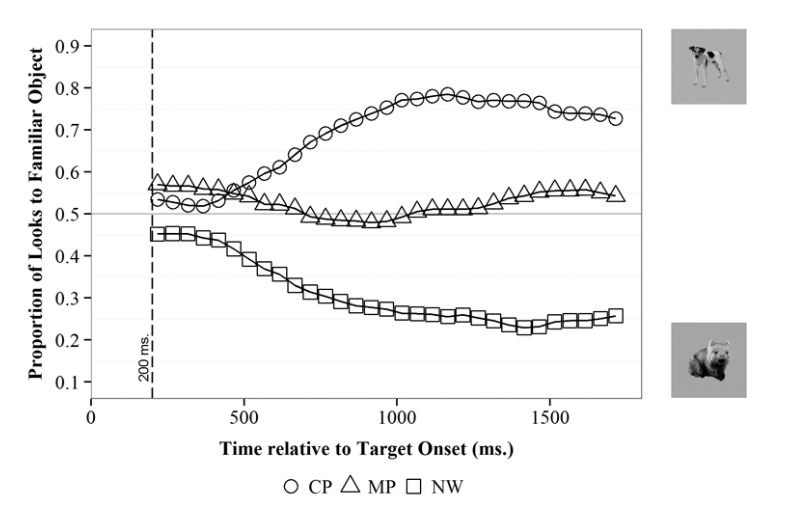 Proportion of Looks to Familiar Object
0.9
0.8
0.7
0.6
0.5
0.4
0.3
0.2
0.1
200 ms.
0 500 1000 1500
Time relative to Target Onset (ms.)
CP MP NW